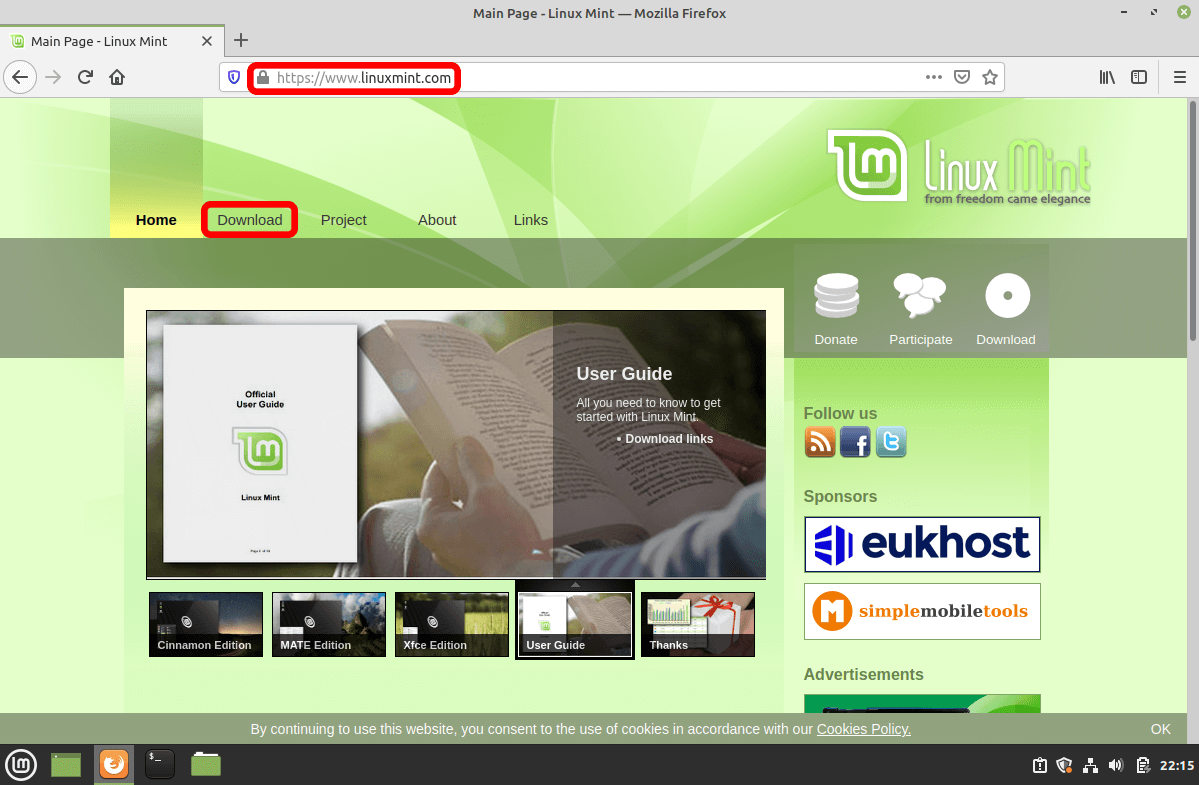 Main Page - Linux Mint — Mozilla Firefox
Main Page - Linux Mint
https://www.linuxmint.com
Linux Mint
from freedom came elegance
Home Download Project About Links
Donate Participate Download
Official
User Guide
Linux Mint
User Guide
All you need to know to get
started with Linux Mint.
• Download links
Cinnamon Edition
MATE Edition
Xfce Edition
User Guide
Thanks
Follow us
Sponsors
eukhost
simplemobiletools
Advertisements
By continuing to use this website, you consent to the use of cookies in accordance with our Cookies Policy.
OK
22:15